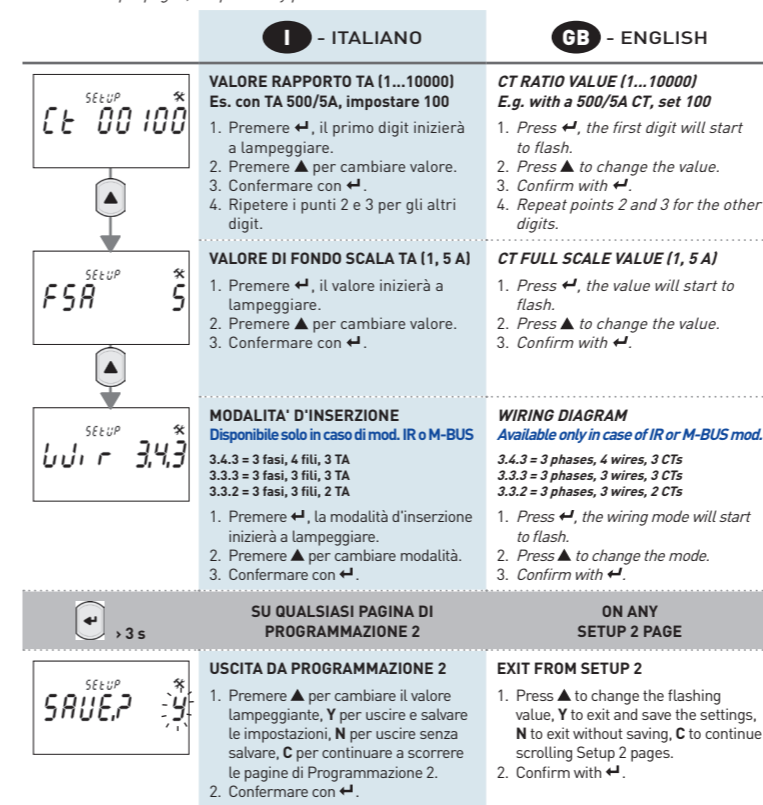 I - ITALIANO
GB - ENGLISH
SEtUP
Ct 00100
VALORE RAPPORTO TA (1...10000)
Es. con TA 500/5A, impostare 100
1. Premere ↵, il primo digit inizierà
a lampeggiare.
2. Premere ▲ per cambiare valore.
3. Confermare con ↵.
4. Ripetere i punti 2 e 3 per gli altri
digit.
CT RATIO VALUE (1...10000)
E.g. with a 500/5A CT, set 100
1. Press ↵, the first digit will start
to flash.
2. Press ▲ to change the value.
3. Confirm with ↵.
4. Repeat points 2 and 3 for the other
digits.
▲
SEtUP
FSA 5
VALORE DI FONDO SCALA TA (1, 5 A)
1. Premere ↵, il valore inizierà a
lampeggiare.
2. Premere ▲ per cambiare valore.
3. Confermare con ↵.
CT FULL SCALE VALUE (1, 5 A)
1. Press ↵, the value will start to
flash.
2. Press ▲ to change the value.
3. Confirm with ↵.
▲
SEtUP
Wir 3.4.3
MODALITA' D'INSERZIONE
Disponibile solo in caso di mod. IR o M-BUS
3.4.3 = 3 fasi, 4 fili, 3 TA
3.3.3 = 3 fasi, 3 fili, 3 TA
3.3.2 = 3 fasi, 3 fili, 2 TA
1. Premere ↵, la modalità d'inserzione
inizierà a lampeggiare.
2. Premere ▲ per cambiare modalità.
3. Confermare con ↵.
WIRING DIAGRAM
Available only in case of IR or M-BUS mod.
3.4.3 = 3 phases, 4 wires, 3 CTs
3.3.3 = 3 phases, 3 wires, 3 CTs
3.3.2 = 3 phases, 3 wires, 2 CTs
1. Press ↵, the wiring mode will start
to flash.
2. Press ▲ to change the mode.
3. Confirm with ↵.
↵ > 3 s
SU QUALSIASI PAGINA DI
PROGRAMMAZIONE 2
ON ANY
SETUP 2 PAGE
SEtUP
SAVE? Y
USCITA DA PROGRAMMAZIONE 2
1. Premere ▲ per cambiare il valore
lampeggiante, Y per uscire e salvare
le impostazioni, N per uscire senza
salvare, C per continuare a scorrere
le pagine di Programmazione 2.
2. Confermare con ↵.
EXIT FROM SETUP 2
1. Press ▲ to change the flashing
value, Y to exit and save the settings,
N to exit without saving, C to continue
scrolling Setup 2 pages.
2. Confirm with ↵.